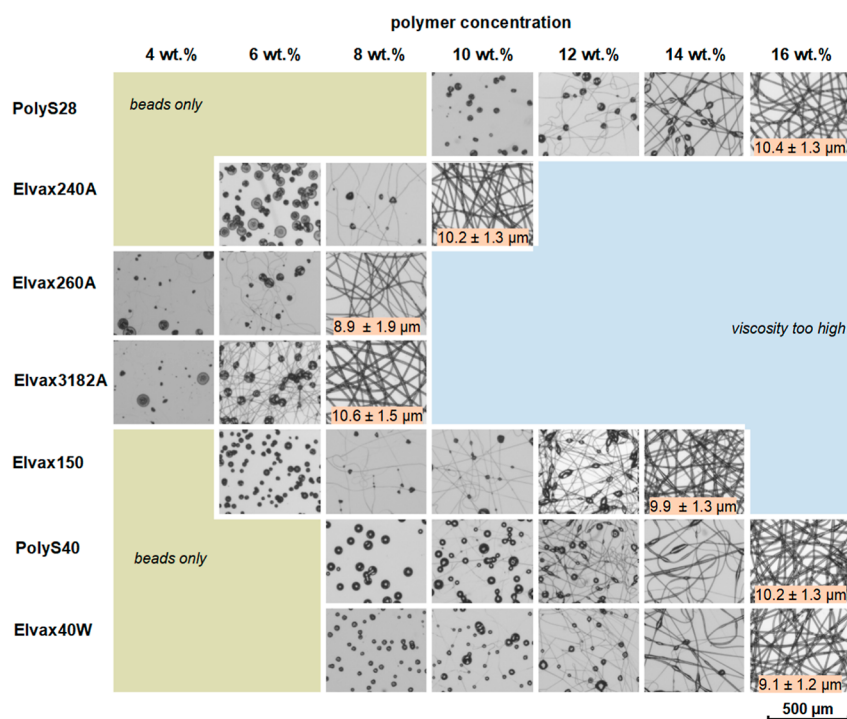 polymer concentration
4 wt.% 6 wt.% 8 wt.% 10 wt.% 12 wt.% 14 wt.% 16 wt.%
PolyS28
beads only
10.4 ± 1.3 µm
Elvax240A
10.2 ± 1.3 µm
Elvax260A
8.9 ± 1.9 µm
viscosity too high
Elvax3182A
10.6 ± 1.5 µm
Elvax150
9.9 ± 1.3 µm
PolyS40
beads only
10.2 ± 1.3 µm
Elvax40W
9.1 ± 1.2 µm
500 µm